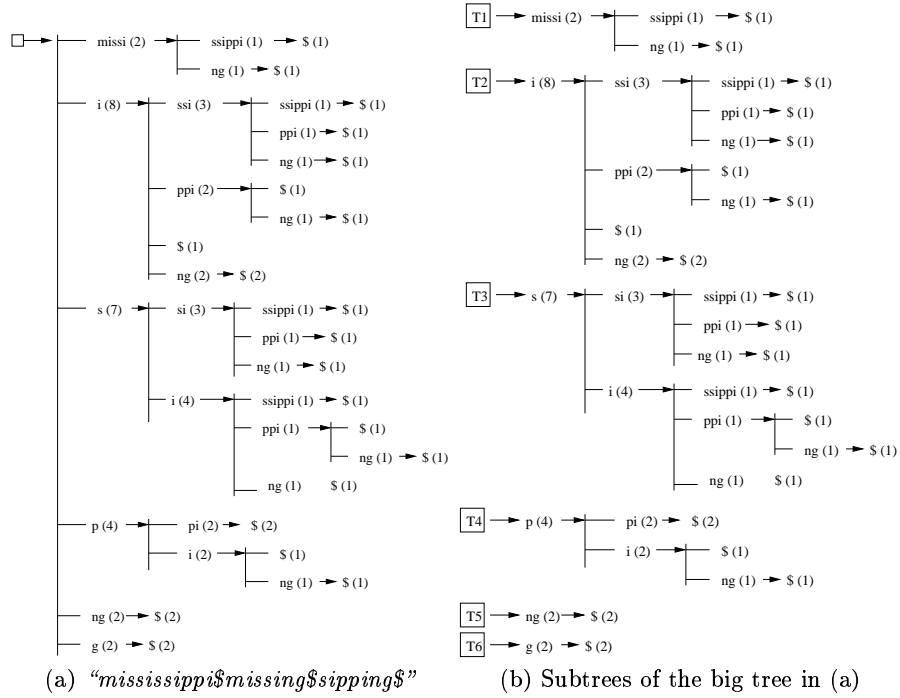 missi (2) ssippi (1) $ (1)
ng (1) $ (1)
i (8) ssi (3) ssippi (1) $ (1)
ppi (1) $ (1)
ng (1) $ (1)
ppi (2) $ (1)
ng (1) $ (1)
$ (1)
ng (2) $ (2)
s (7) si (3) ssippi (1) $ (1)
ppi (1) $ (1)
ng (1) $ (1)
i (4) ssippi (1) $ (1)
ppi (1) $ (1)
ng (1) $ (1)
ng (1) $ (1)
p (4) pi (2) $ (2)
i (2) $ (1)
ng (1) $ (1)
ng (2) $ (2)
g (2) $ (2)
(a) "mississippi$missing$sipping$"
T1 missi (2) ssippi (1) $ (1)
ng (1) $ (1)
T2 i (8) ssi (3) ssippi (1) $ (1)
ppi (1) $ (1)
ng (1) $ (1)
ppi (2) $ (1)
ng (1) $ (1)
$ (1)
ng (2) $ (2)
T3 s (7) si (3) ssippi (1) $ (1)
ppi (1) $ (1)
ng (1) $ (1)
i (4) ssippi (1) $ (1)
ppi (1) $ (1)
ng (1) $ (1)
ng (1) $ (1)
T4 p (4) pi (2) $ (2)
i (2) $ (1)
ng (1) $ (1)
T5 ng (2) $ (2)
T6 g (2) $ (2)
(b) Subtrees of the big tree in (a)